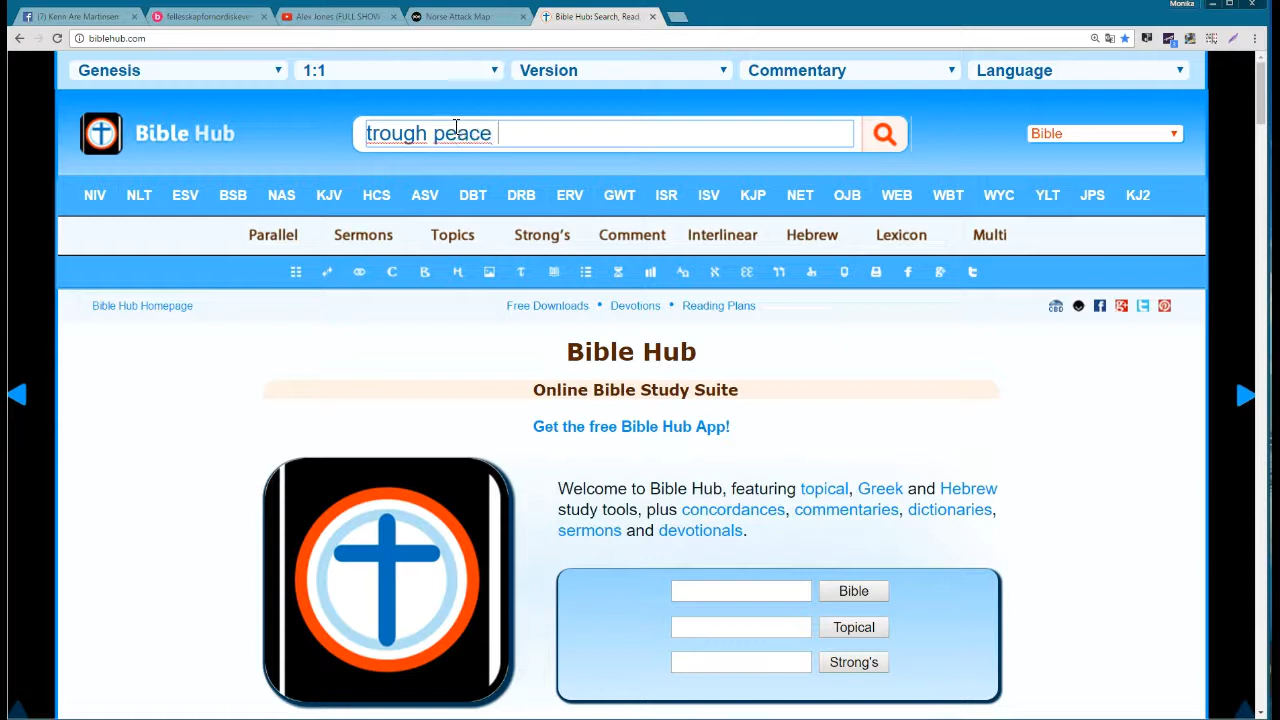 Monika
(7) Kenn Are Martinsen
fellesskapfornordiskever
Alex Jones (FULL SHOW
Norse Attack Map
Bible Hub: Search, Read,
biblehub.com
Genesis
1:1
Version
Commentary
Language
Bible Hub
trough peace
Bible
NIV NLT ESV BSB NAS KJV HCS ASV DBT DRB ERV GWT ISR ISV KJP NET OJB WEB WBT WYC YLT JPS KJ2
Parallel Sermons Topics Strong's Comment Interlinear Hebrew Lexicon Multi
Bible Hub Homepage
Free Downloads • Devotions • Reading Plans
Bible Hub
Online Bible Study Suite
Get the free Bible Hub App!
Welcome to Bible Hub, featuring topical, Greek and Hebrew
study tools, plus concordances, commentaries, dictionaries,
sermons and devotionals.
Bible
Topical
Strong's